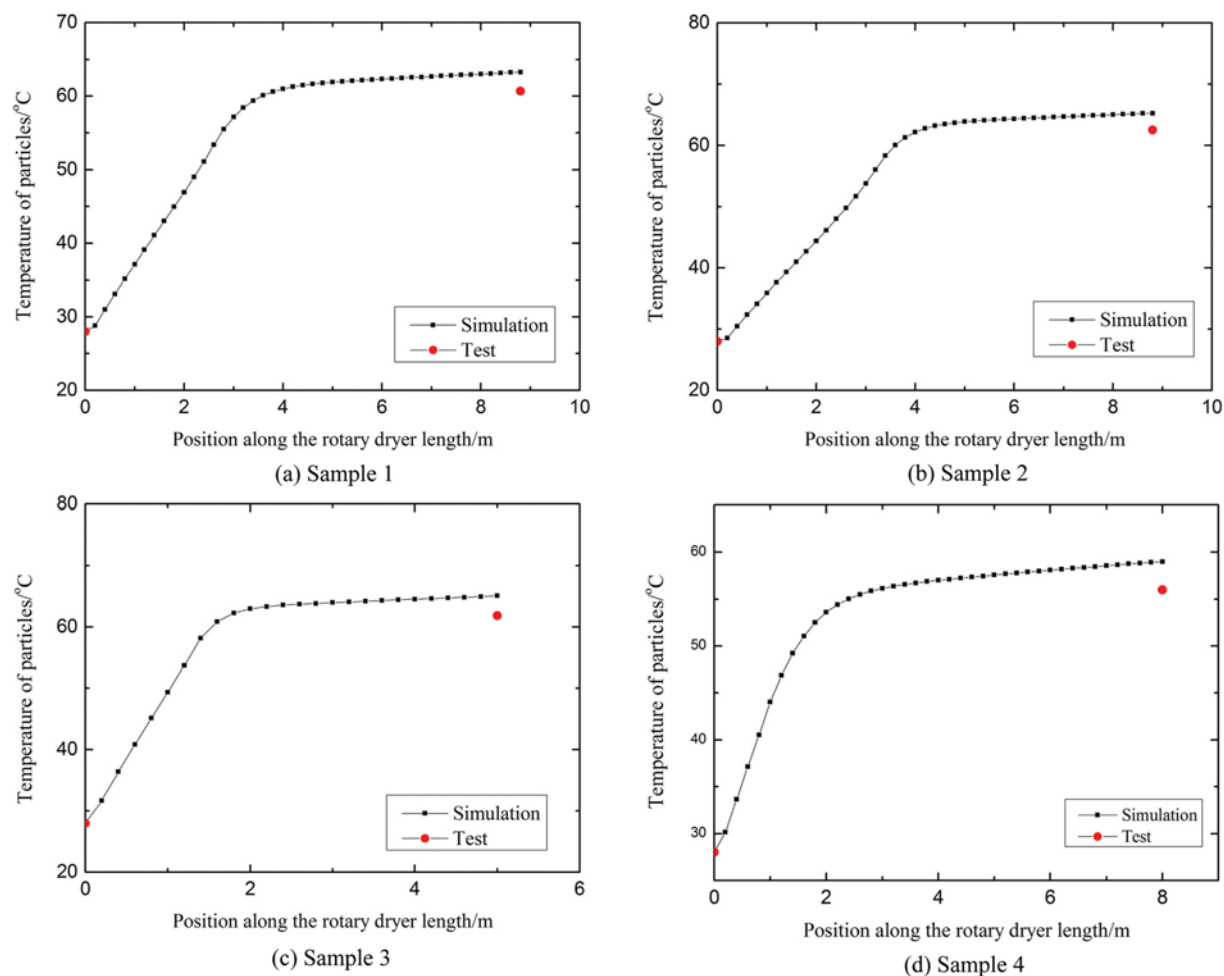 70
60
50
40
30
20
Temperature of particles/°C
Simulation
Test
0 2 4 6 8 10
Position along the rotary dryer length/m
(a) Sample 1
80
60
40
20
Temperature of particles/°C
Simulation
Test
0 2 4 6 8 10
Position along the rotary dryer length/m
(b) Sample 2
80
60
40
20
Temperature of particles/°C
Simulation
Test
0 2 4 6
Position along the rotary dryer length/m
(c) Sample 3
60
50
40
30
Temperature of particles/°C
Simulation
Test
0 2 4 6 8
Position along the rotary dryer length/m
(d) Sample 4